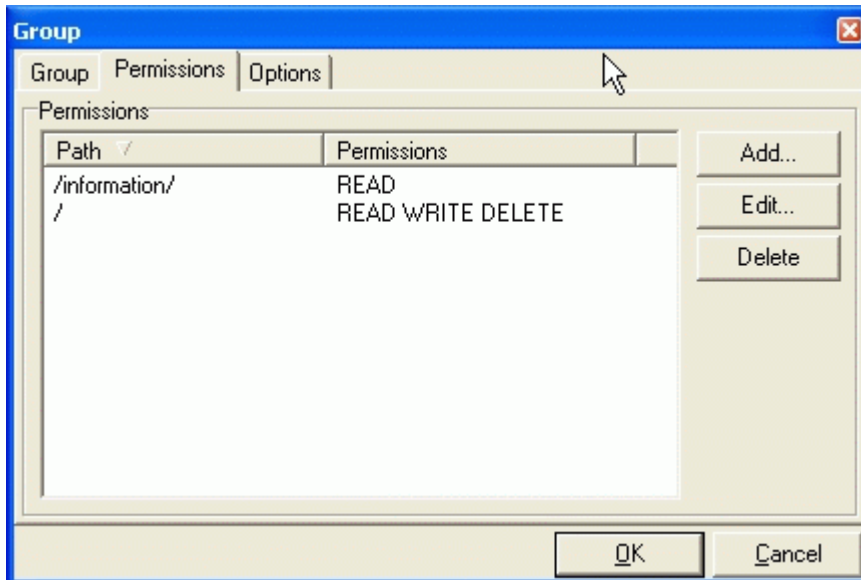 Group
Group Permissions Options
Permissions
Path Permissions
/information/ READ
/ READ WRITE DELETE
Add...
Edit...
Delete
OK Cancel